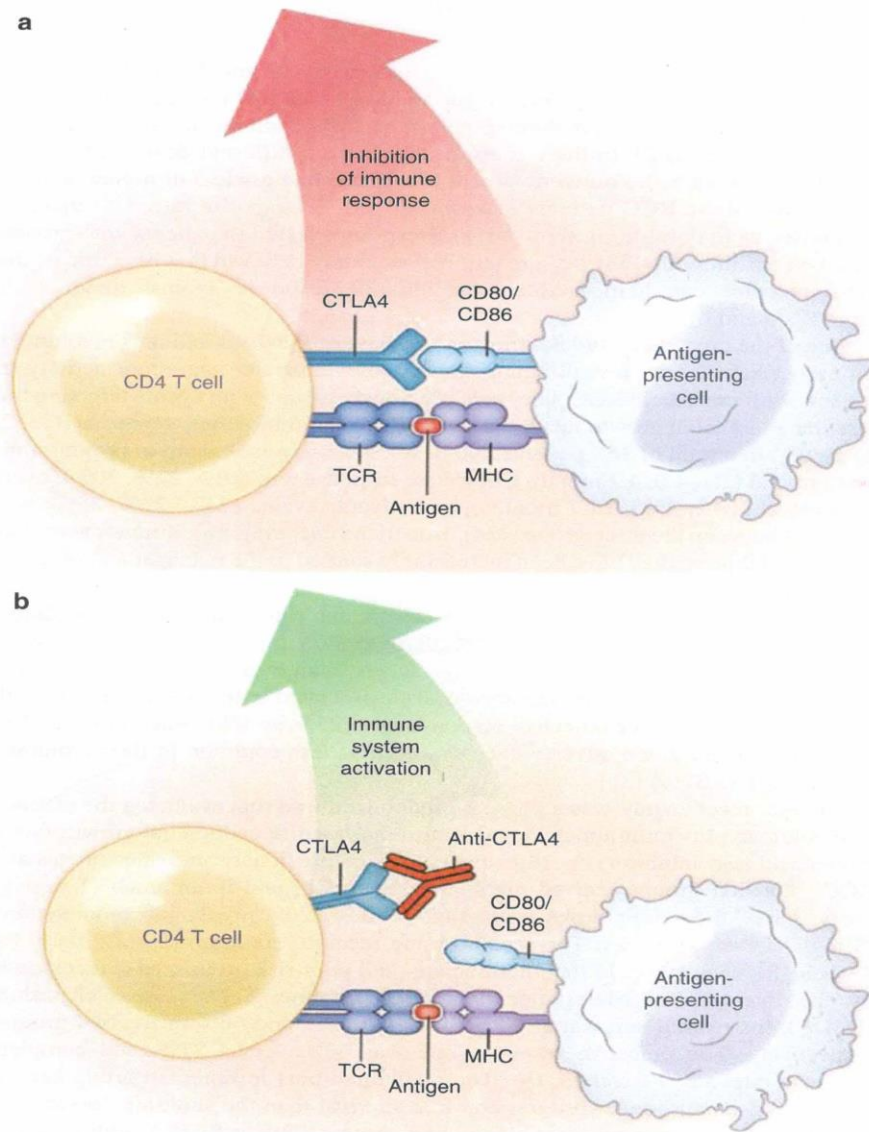 a
Inhibition
of immune
response
CTLA4
CD80/
CD86
CD4 T cell
Antigen-
presenting
cell
TCR
MHC
Antigen
b
Immune
system
activation
CTLA4
Anti-CTLA4
CD80/
CD86
CD4 T cell
Antigen-
presenting
cell
TCR
MHC
Antigen